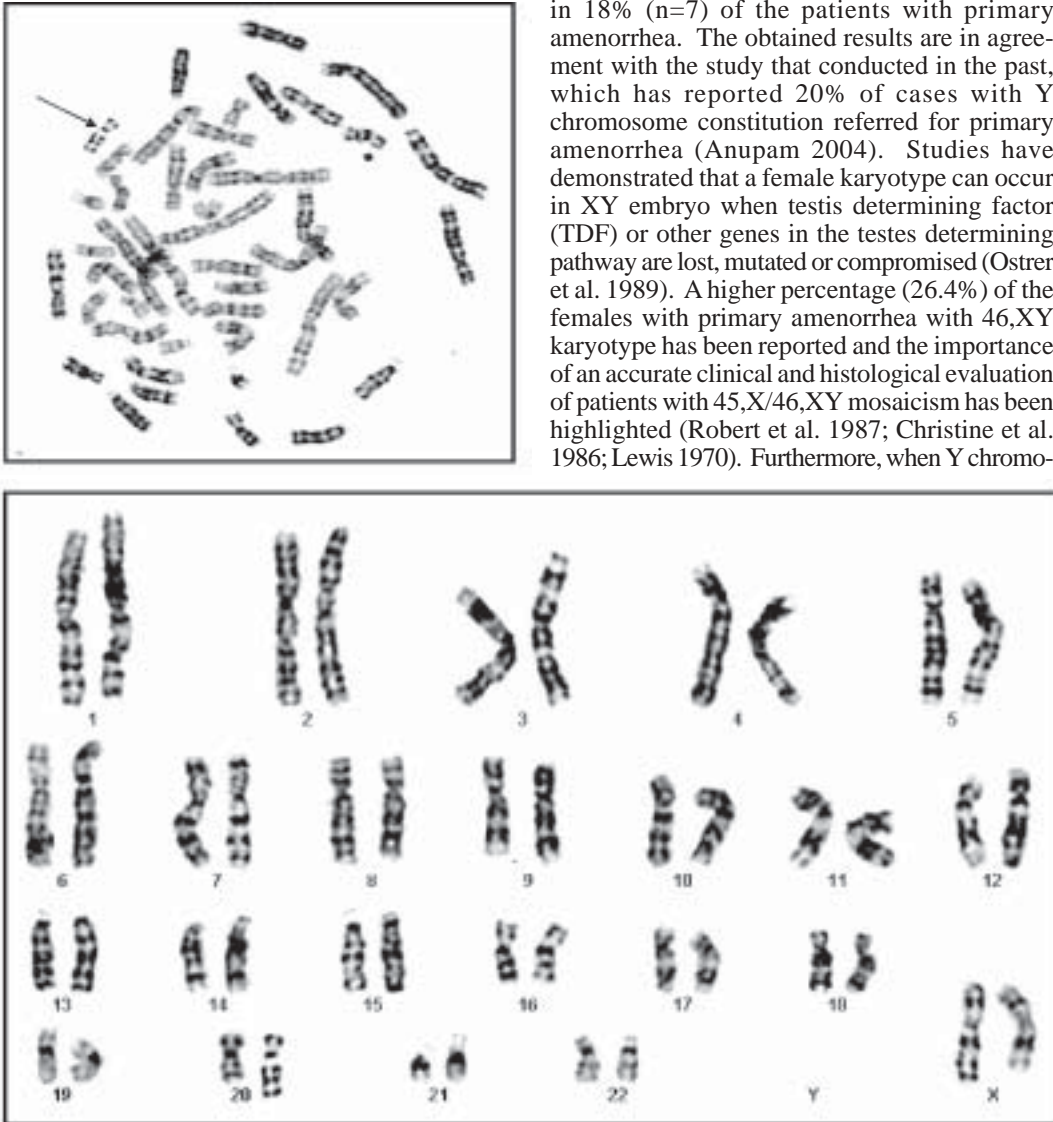 in 18% (n=7) of the patients with primary
amenorrhea. The obtained results are in agree-
ment with the study that conducted in the past,
which has reported 20% of cases with Y
chromosome constitution referred for primary
amenorrhea (Anupam 2004). Studies have
demonstrated that a female karyotype can occur
in XY embryo when testis determining factor
(TDF) or other genes in the testes determining
pathway are lost, mutated or compromised (Ostrer
et al. 1989). A higher percentage (26.4%) of the
females with primary amenorrhea with 46,XY
karyotype has been reported and the importance
of an accurate clinical and histological evaluation
of patients with 45,X/46,XY mosaicism has been
highlighted (Robert et al. 1987; Christine et al.
1986; Lewis 1970). Furthermore, when Y chromo-
1 2 3 4 5
6 7 8 9 10 11 12
13 14 15 16 17 18
19 20 21 22 Y X